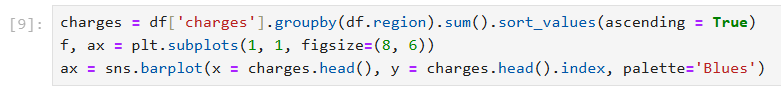 [9]: charges = df['charges'].groupby(df.region).sum().sort_values(ascending = True)
f, ax = plt.subplots(1, 1, figsize=(8, 6))
ax = sns.barplot(x = charges.head(), y = charges.head().index, palette='Blues')